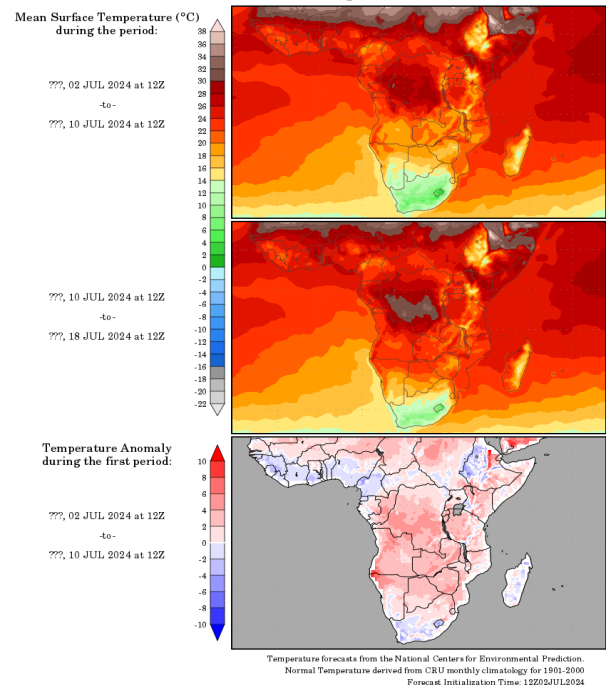 Mean Surface Temperature (°C)
during the period:
???, 02 JUL 2024 at 12Z
-to-
???, 10 JUL 2024 at 12Z
38
36
34
32
30
28
26
24
22
20
18
16
14
12
10
8
6
4
2
0
-2
-4
-6
-8
-10
-12
-14
-16
-18
-20
-22
???, 10 JUL 2024 at 12Z
-to-
???, 18 JUL 2024 at 12Z
Temperature Anomaly
during the first period:
???, 02 JUL 2024 at 12Z
-to-
???, 10 JUL 2024 at 12Z
10
8
6
4
2
0
-2
-4
-6
-8
-10
Temperature forecasts from the National Centers for Environmental Prediction.
Normal Temperature derived from CRU monthly climatology for 1901-2000
Forecast Initialization Time: 12Z02JUL2024